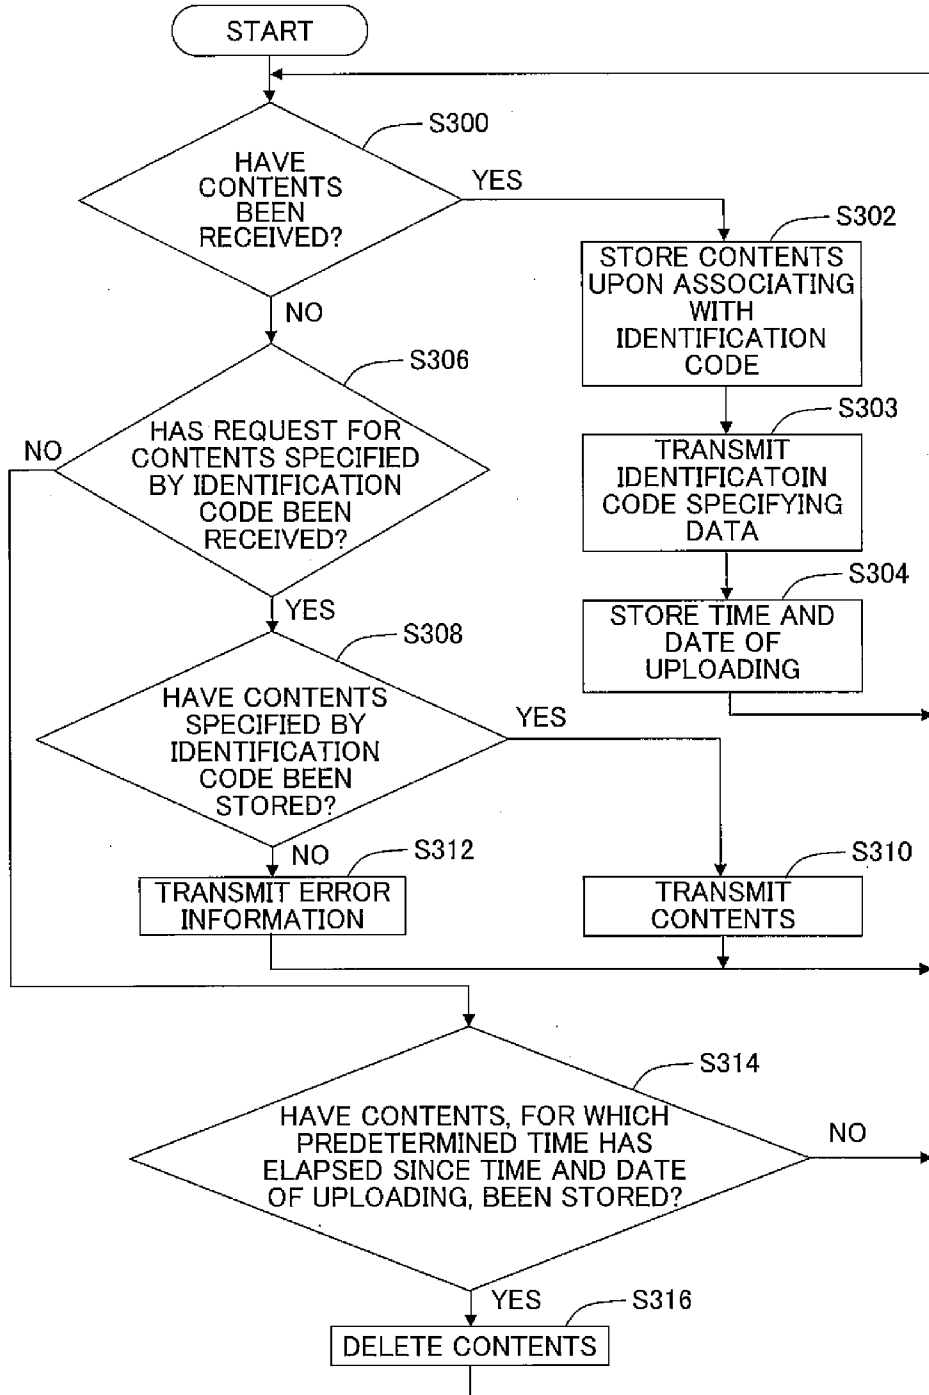 START
S300
HAVE
CONTENTS
BEEN
RECEIVED?
YES
NO
S302
STORE CONTENTS
UPON ASSOCIATING
WITH
IDENTIFICATION
CODE
S306
HAS REQUEST FOR
CONTENTS SPECIFIED
BY IDENTIFICATION
CODE BEEN
RECEIVED?
NO
YES
S303
TRANSMIT
IDENTIFICATOIN
CODE SPECIFYING
DATA
S304
STORE TIME AND
DATE OF
UPLOADING
S308
HAVE CONTENTS
SPECIFIED BY
IDENTIFICATION
CODE BEEN
STORED?
YES
NO
S312
TRANSMIT ERROR
INFORMATION
S310
TRANSMIT
CONTENTS
S314
HAVE CONTENTS, FOR WHICH
PREDETERMINED TIME HAS
ELAPSED SINCE TIME AND DATE
OF UPLOADING, BEEN STORED?
NO
YES
S316
DELETE CONTENTS